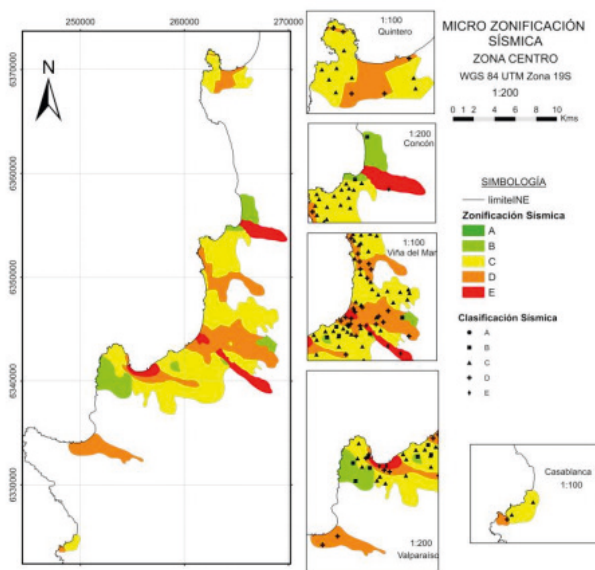 250000 260000 270000
6370000
6360000
6350000
6340000
6330000
N
1:100
Quintero
1:200
Concón
1:100
Viña del Mar
1:200
Valparaíso
Casablanca
1:100
MICRO ZONIFICACIÓN
SÍSMICA
ZONA CENTRO
WGS 84 UTM Zona 19S
1:200
0 1 2 4 6 8 10
Kms
SIMBOLOGÍA
limiteINE
Zonificación Sísmica
A
B
C
D
E
Clasificación Sísmica
A
B
C
D
E